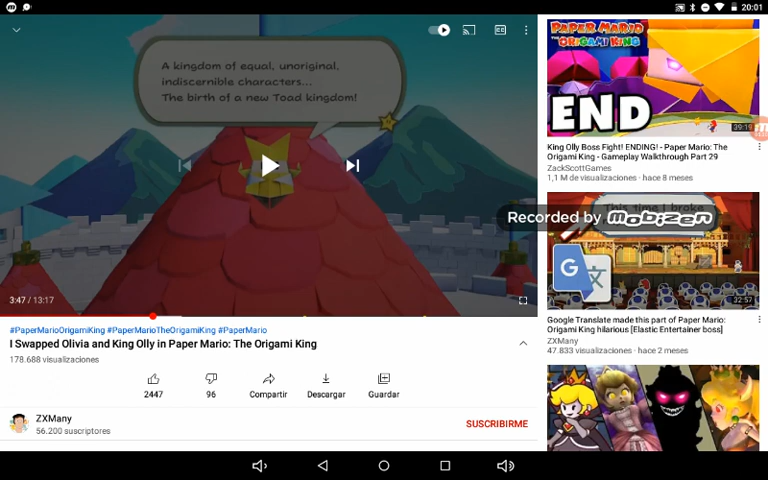 20:01
A kingdom of equal, unoriginal,
indiscernible characters...
The birth of a new Toad kingdom!
3:47 / 13:17
#PaperMarioOrigamiKing #PaperMarioTheOrigamiKing #PaperMario
I Swapped Olivia and King Olly in Paper Mario: The Origami King
178.688 visualizaciones
2447
96
Compartir
Descargar
Guardar
ZXMany
56.200 suscriptores
SUSCRIBIRME
PAPER MARIO
THE ORIGAMI KING
END
39:19
King Olly Boss Fight! ENDING! - Paper Mario: The
Origami King - Gameplay Walkthrough Part 29
ZackScottGames
1,1 M de visualizaciones · hace 8 meses
This time I broke
Recorded by mobizen
G
文
32:57
Google Translate made this part of Paper Mario:
Origami King hilarious [Elastic Entertainer boss]
ZXMany
47.833 visualizaciones · hace 2 meses